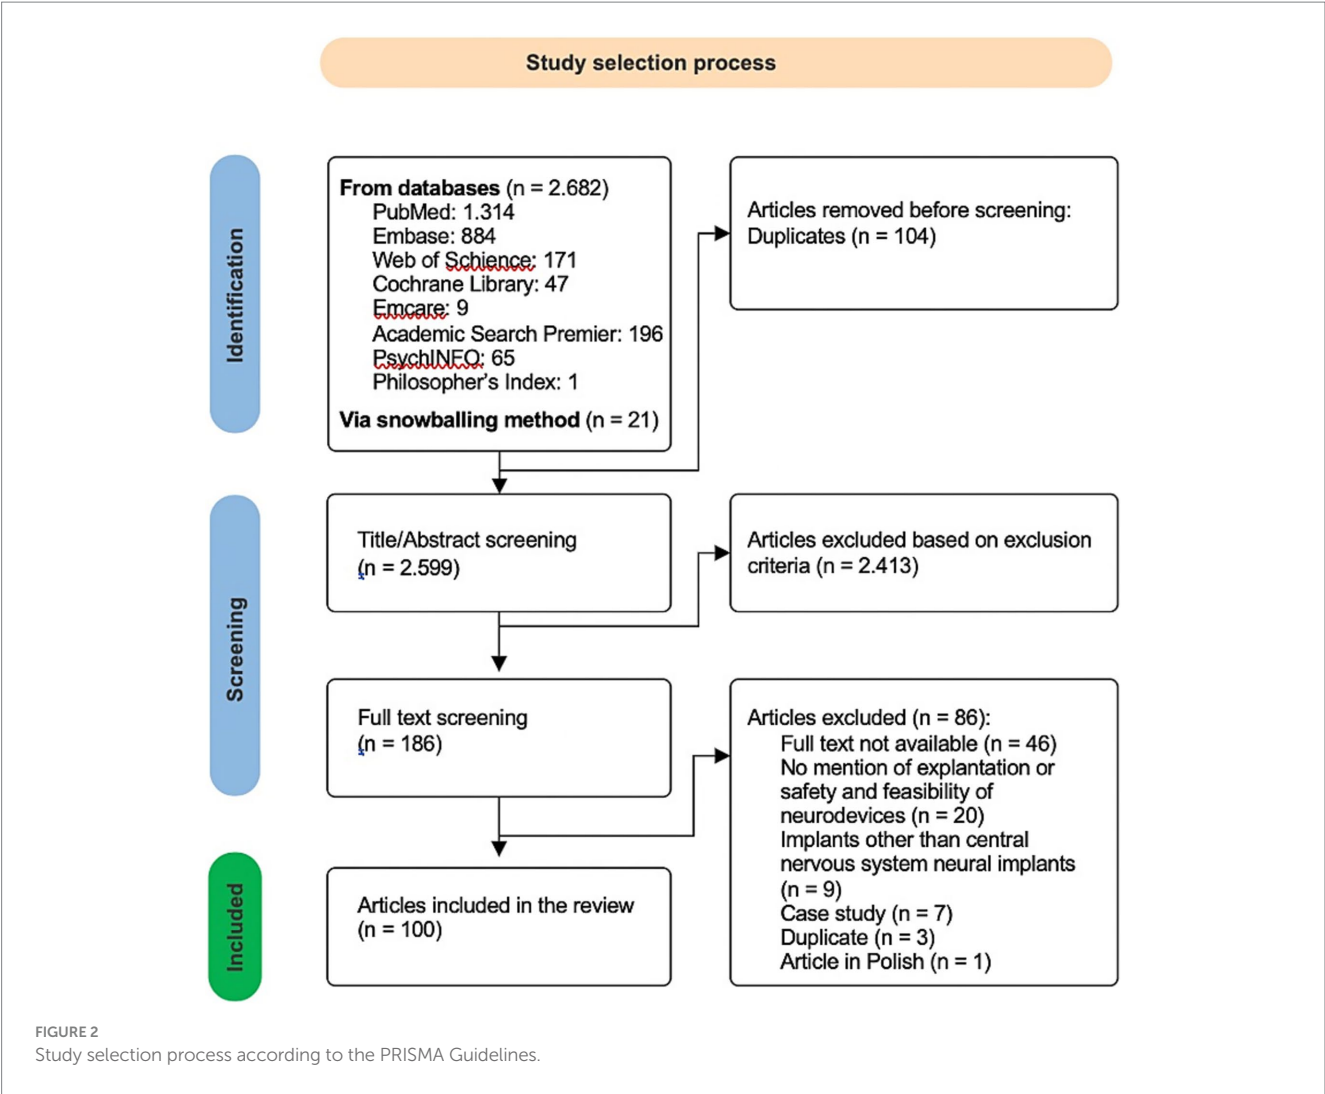 Study selection process
Identification
From databases (n = 2.682)
PubMed: 1.314
Embase: 884
Web of Schience: 171
Cochrane Library: 47
Emcare: 9
Academic Search Premier: 196
PsychINFO: 65
Philosopher's Index: 1
Via snowballing method (n = 21)
Articles removed before screening:
Duplicates (n = 104)
Screening
Title/Abstract screening
(n = 2.599)
Articles excluded based on exclusion
criteria (n = 2.413)
Full text screening
(n = 186)
Articles excluded (n = 86):
Full text not available (n = 46)
No mention of explantation or
safety and feasibility of
neurodevices (n = 20)
Implants other than central
nervous system neural implants
(n = 9)
Case study (n = 7)
Duplicate (n = 3)
Article in Polish (n = 1)
Included
Articles included in the review
(n = 100)
FIGURE 2
Study selection process according to the PRISMA Guidelines.